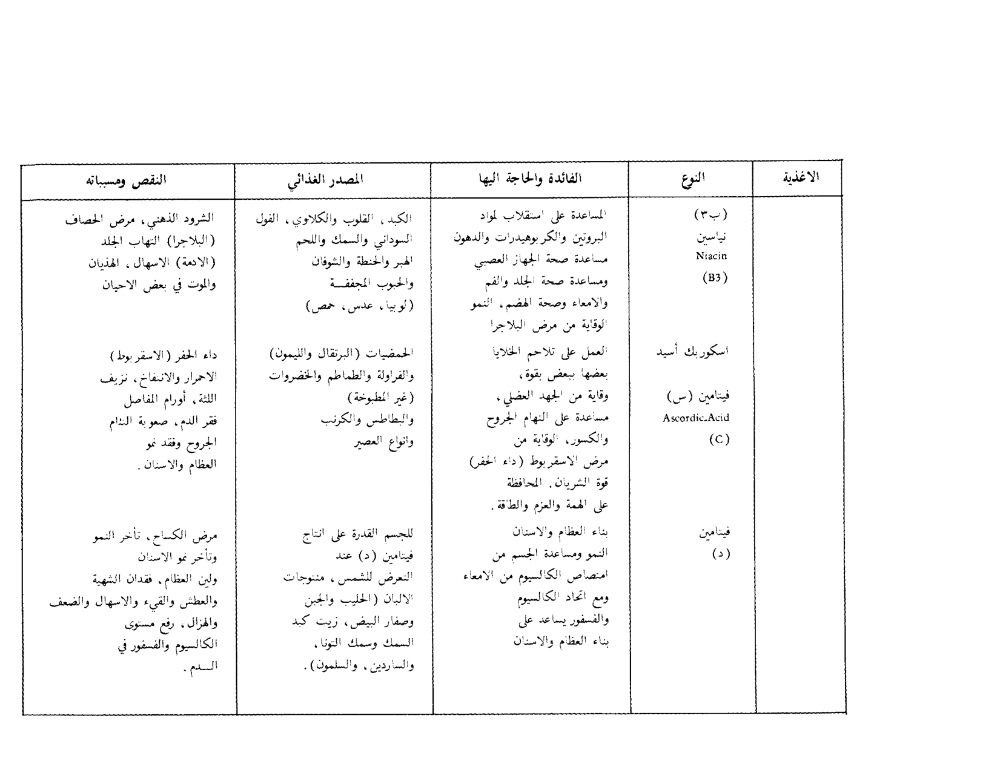 الاغذية
النوع
الفائدة والحاجة اليها
المصدر الغذائي
النقص ومسبباته
(ب٣)
نياسين
Niacin
(B3)
المساعدة على استقلاب لمواد
البروتين والكربوهيدرات والدهون
مساعدة صحة الجهاز العصبي
ومساعدة صحة الجلد والفم
والامعاء وصحة الهضم، النمو
الوقاية من مرض البلاجرا
الكبد، القلوب والكلاوي، الفول
السوداني والسمك واللحم
الهبر والحنطة والشوفان
والحبوب المجففـــة
(لوبيا، عدس، حمص)
الشرود الذهني، مرض الحصاف
(البلاجرا) التهاب الجلد
(الادمة) الاسهال، الهذيان
والموت في بعض الاحيان
اسكوربك أسيد
فيتامين (س)
Ascordic-Acid
(C)
العمل على تلاحم الخلايا
بعضها ببعض بقوة،
وقاية من الجهد العضلي،
مساعدة على التهام الجروح
والكسور، الوقاية من
مرض الاسقربوط (داء الحفر)
قوة الشريان. المحافظة
على الهمة والعزم والطاقة.
الحمضيات (البرتقال والليمون)
والفراولة والطماطم والخضروات
(غير المطبوخة)
والبطاطس والكرنب
وانواع العصير
داء الحفر (الاسقربوط)
الاحمرار والانتفاخ، نزيف
اللثة، أورام المفاصل
فقر الدم، صعوبة التئام
الجروح وفقد نمو
العظام والاسنان.
فيتامين
(د)
بناء العظام والاسنان
النمو ومساعدة الجسم من
امتصاص الكالسيوم من الامعاء
ومع اتحاد الكالسيوم
والفسفور يساعد على
بناء العظام والاسنان
للجسم القدرة على انتاج
فيتامين (د) عند
التعرض للشمس، منتوجات
الالبان (الحليب والجبن
وصفار البيض، زيت كبد
السمك وسمك التونا،
والساردين، والسلمون).
مرض الكساح، تأخر النمو
وتأخر نمو الاسنان
ولين العظام، فقدان الشهية
والعطش والقيء والاسهال والضعف
والهزال، رفع مستوى
الكالسيوم والفسفور في
الـــدم.